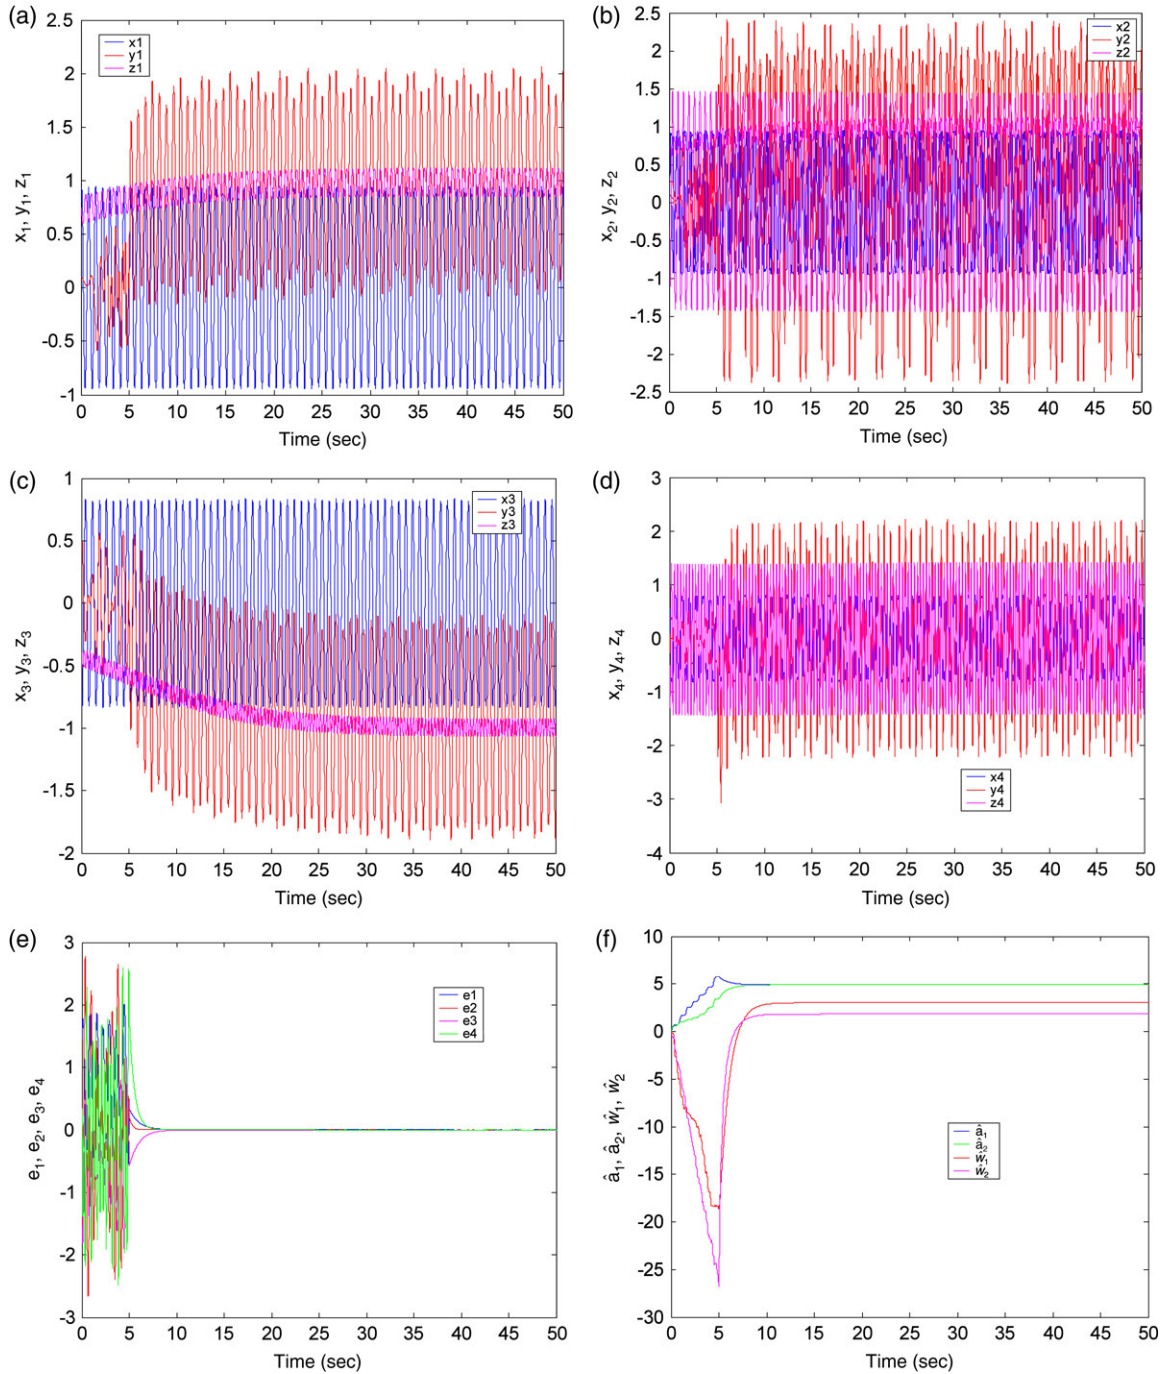 (a)
2.5
2
1.5
1
0.5
0
-0.5
-1
x1
y1
z1
x₁, y₁, z₁
0 5 10 15 20 25 30 35 40 45 50
Time (sec)
(b)
2.5
2
1.5
1
0.5
0
-0.5
-1
-1.5
-2
-2.5
x2
y2
z2
x₂, y₂, z₂
0 5 10 15 20 25 30 35 40 45 50
Time (sec)
(c)
1
0.5
0
-0.5
-1
-1.5
-2
x3
y3
z3
x₃, y₃, z₃
0 5 10 15 20 25 30 35 40 45 50
Time (sec)
(d)
3
2
1
0
-1
-2
-3
-4
x4
y4
z4
x₄, y₄, z₄
0 5 10 15 20 25 30 35 40 45 50
Time (sec)
(e)
3
2
1
0
-1
-2
-3
e1
e2
e3
e4
e₁, e₂, e₃, e₄
0 5 10 15 20 25 30 35 40 45 50
Time (sec)
(f)
10
5
0
-5
-10
-15
-20
-25
-30
â₁
â₂
ŵ₁
ŵ₂
â₁, â₂, ŵ₁, ŵ₂
0 5 10 15 20 25 30 35 40 45 50
Time (sec)